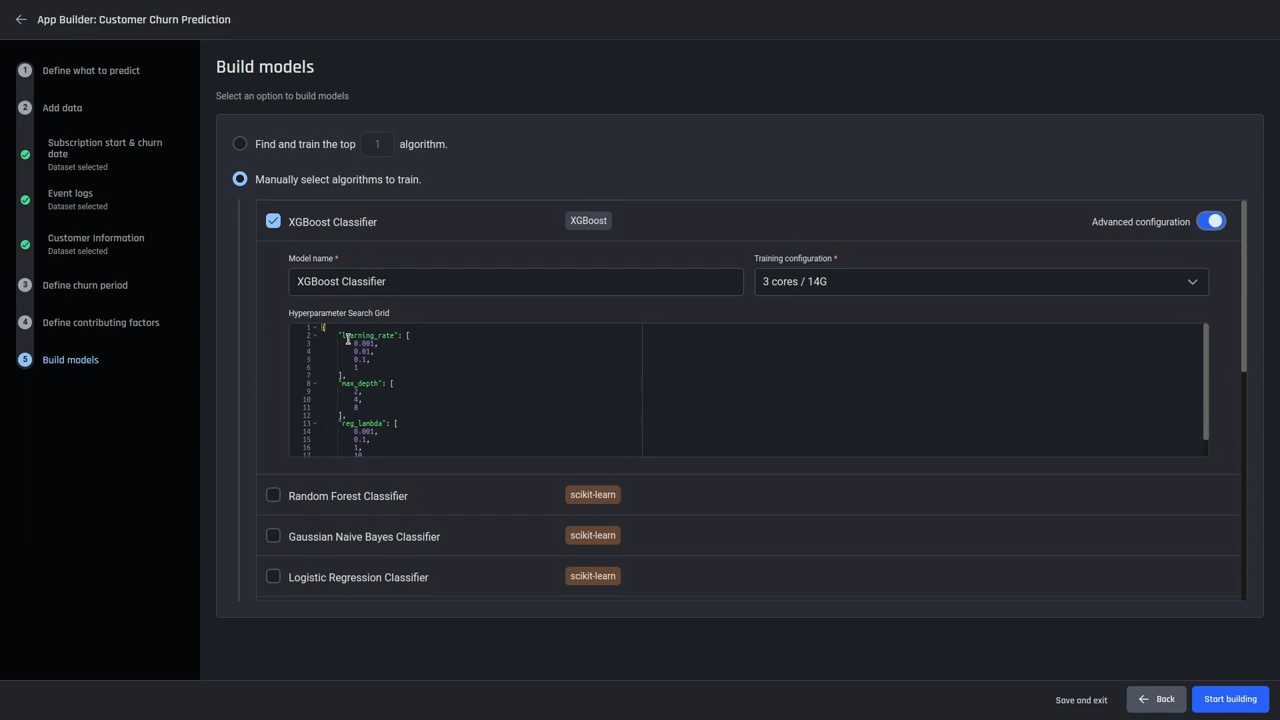 App Builder: Customer Churn Prediction
1 Define what to predict
2 Add data
Subscription start & churn
date
Dataset selected
Event logs
Dataset selected
Customer Information
Dataset selected
3 Define churn period
4 Define contributing factors
5 Build models
Build models
Select an option to build models
Find and train the top 1 algorithm.
Manually select algorithms to train.
XGBoost Classifier XGBoost Advanced configuration
Model name * Training configuration *
XGBoost Classifier 3 cores / 14G
Hyperparameter Search Grid
1 {
2 "learning_rate": [
3 0.001,
4 0.01,
5 0.1,
6 1
7 ],
8 "max_depth": [
9 2,
10 4,
11 8
12 ],
13 "reg_lambda": [
14 0.001,
15 0.1,
16 1,
17 10
Random Forest Classifier scikit-learn
Gaussian Naive Bayes Classifier scikit-learn
Logistic Regression Classifier scikit-learn
Save and exit Back Start building